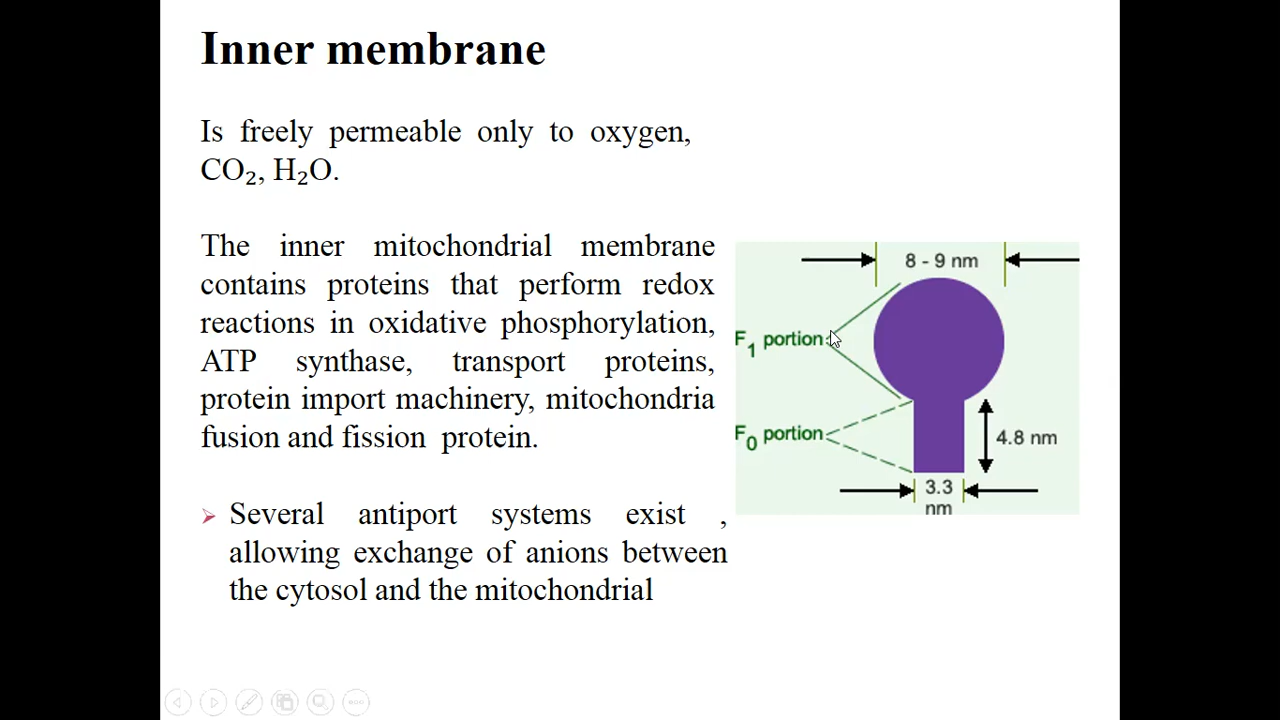 Inner membrane
Is freely permeable only to oxygen,
CO₂, H₂O.
The inner mitochondrial membrane
contains proteins that perform redox
reactions in oxidative phosphorylation,
ATP synthase, transport proteins,
protein import machinery, mitochondria
fusion and fission protein.
Several antiport systems exist ,
allowing exchange of anions between
the cytosol and the mitochondrial
8 - 9 nm
F₁ portion
F₀ portion
4.8 nm
3.3
nm